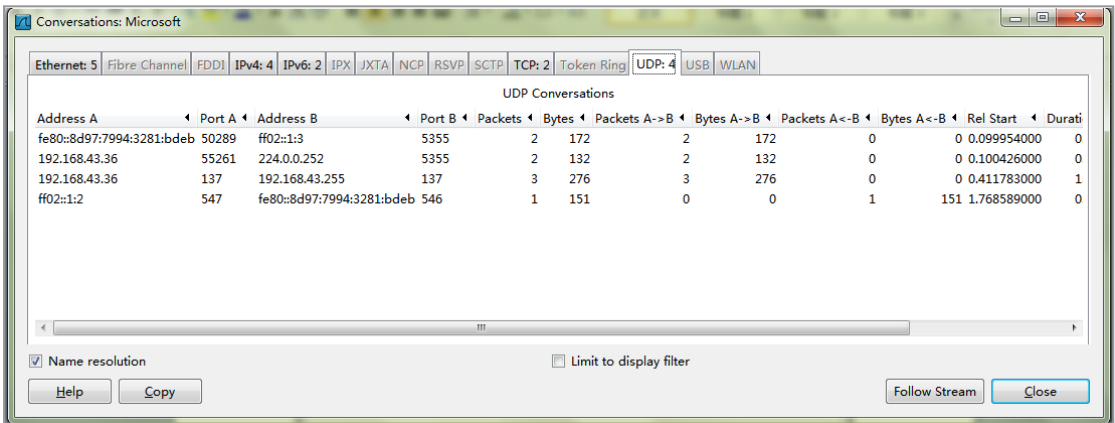 Conversations: Microsoft
Ethernet: 5 Fibre Channel FDDI IPv4: 4 IPv6: 2 IPX JXTA NCP RSVP SCTP TCP: 2 Token Ring UDP: 4 USB WLAN
UDP Conversations
Address A Port A Address B Port B Packets Bytes Packets A->B Bytes A->B Packets A<-B Bytes A<-B Rel Start Durati
fe80::8d97:7994:3281:bdeb 50289 ff02::1:3 5355 2 172 2 172 0 0 0.099954000 0
192.168.43.36 55261 224.0.0.252 5355 2 132 2 132 0 0 0.100426000 0
192.168.43.36 137 192.168.43.255 137 3 276 3 276 0 0 0.411783000 1
ff02::1:2 547 fe80::8d97:7994:3281:bdeb 546 1 151 0 0 1 151 1.768589000 0
Name resolution Limit to display filter
Help Copy Follow Stream Close